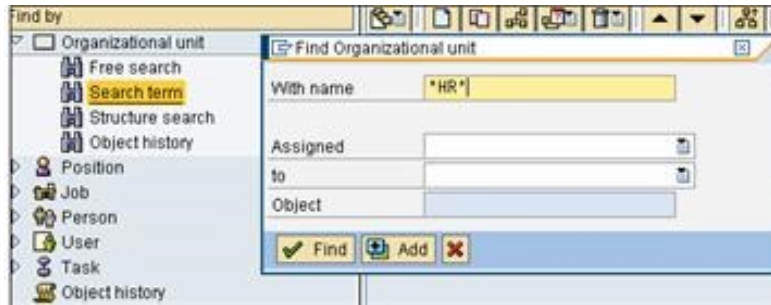 Find by
Organizational unit
Free search
Search term
Structure search
Object history
Position
Job
Person
User
Task
Object history
Find Organizational unit
With name
*HR*
Assigned
to
Object
Find
Add